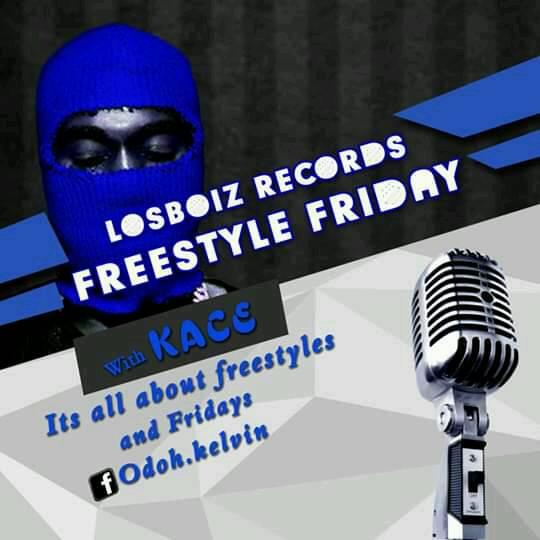 LOSBOIZ RECORDS
FREESTYLE FRIDAY
With KACE
Its all about freestyles
and Fridays
f Odoh.kelvin